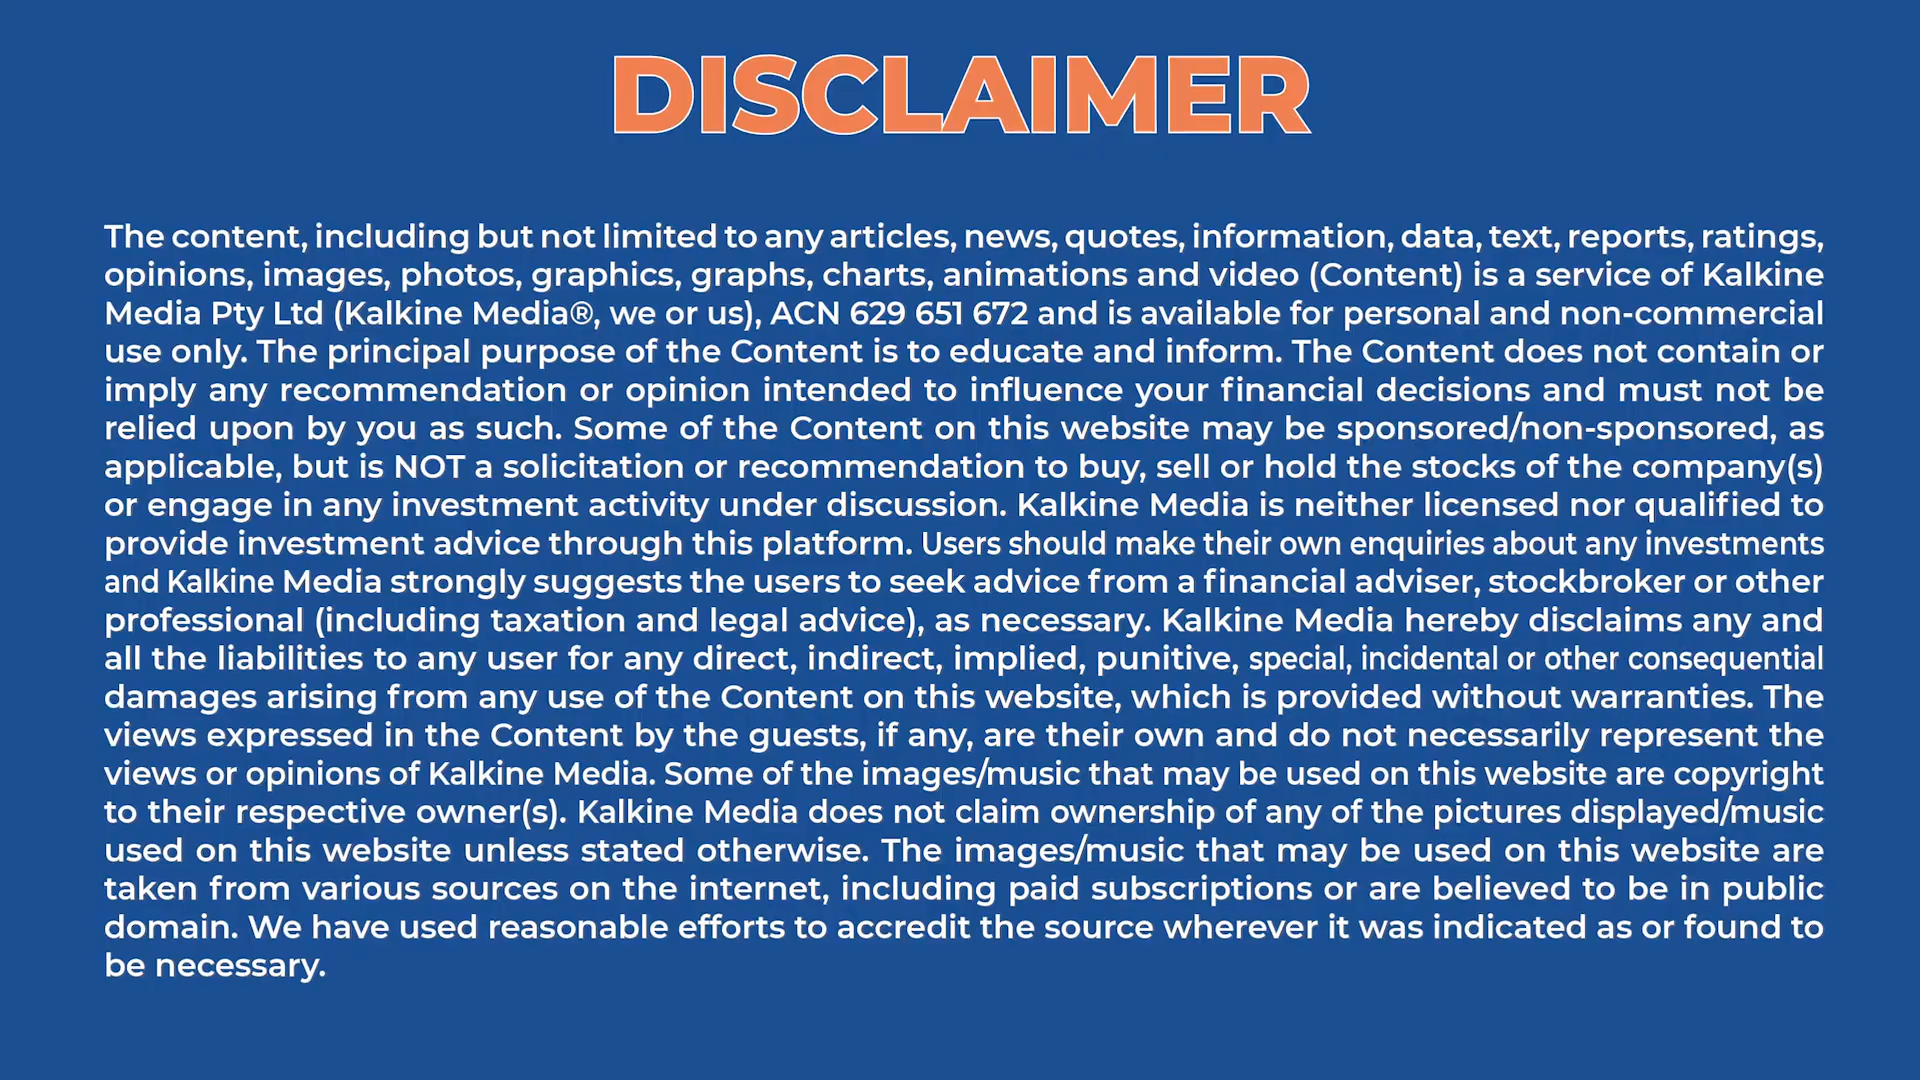 DISCLAIMER
The content, including but not limited to any articles, news, quotes, information, data, text, reports, ratings,
opinions, images, photos, graphics, graphs, charts, animations and video (Content) is a service of Kalkine
Media Pty Ltd (Kalkine Media®, we or us), ACN 629 651 672 and is available for personal and non-commercial
use only. The principal purpose of the Content is to educate and inform. The Content does not contain or
imply any recommendation or opinion intended to influence your financial decisions and must not be
relied upon by you as such. Some of the Content on this website may be sponsored/non-sponsored, as
applicable, but is NOT a solicitation or recommendation to buy, sell or hold the stocks of the company(s)
or engage in any investment activity under discussion. Kalkine Media is neither licensed nor qualified to
provide investment advice through this platform. Users should make their own enquiries about any investments
and Kalkine Media strongly suggests the users to seek advice from a financial adviser, stockbroker or other
professional (including taxation and legal advice), as necessary. Kalkine Media hereby disclaims any and
all the liabilities to any user for any direct, indirect, implied, punitive, special, incidental or other consequential
damages arising from any use of the Content on this website, which is provided without warranties. The
views expressed in the Content by the guests, if any, are their own and do not necessarily represent the
views or opinions of Kalkine Media. Some of the images/music that may be used on this website are copyright
to their respective owner(s). Kalkine Media does not claim ownership of any of the pictures displayed/music
used on this website unless stated otherwise. The images/music that may be used on this website are
taken from various sources on the internet, including paid subscriptions or are believed to be in public
domain. We have used reasonable efforts to accredit the source wherever it was indicated as or found to
be necessary.